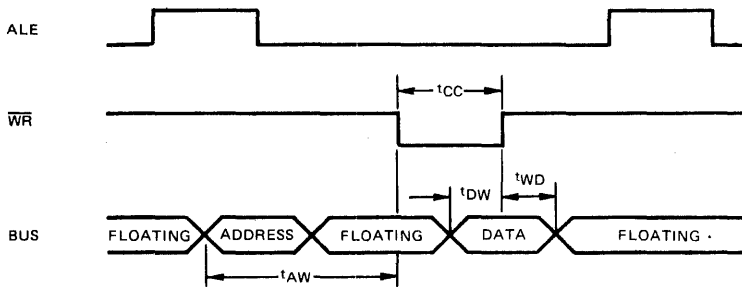 ALE
tCC
WR
tDW
tWD
BUS
FLOATING ADDRESS FLOATING DATA FLOATING
tAW